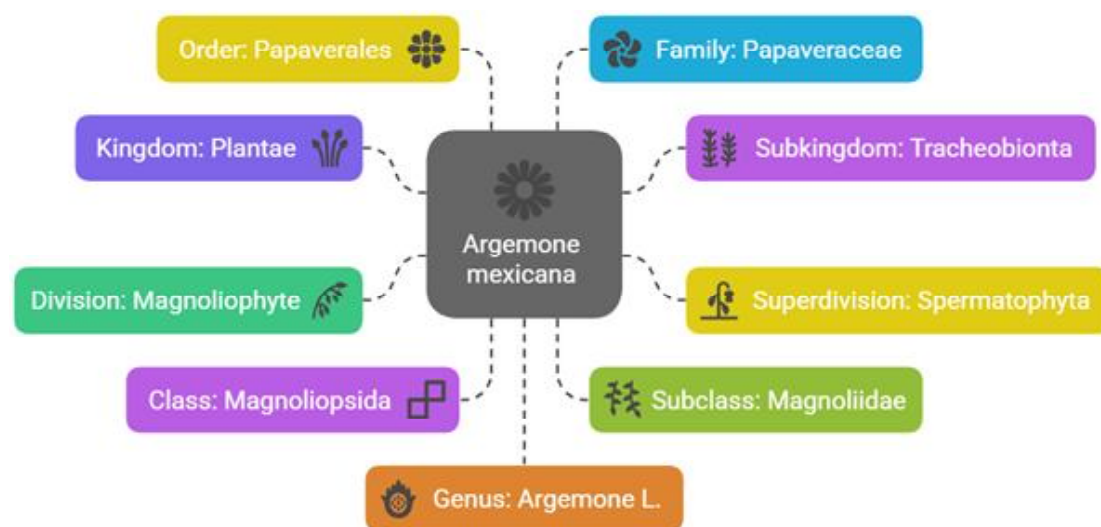 Order: Papaverales
Family: Papaveraceae
Kingdom: Plantae
Subkingdom: Tracheobionta
Argemone
mexicana
Division: Magnoliophyte
Superdivision: Spermatophyta
Class: Magnoliopsida
Subclass: Magnoliidae
Genus: Argemone L.